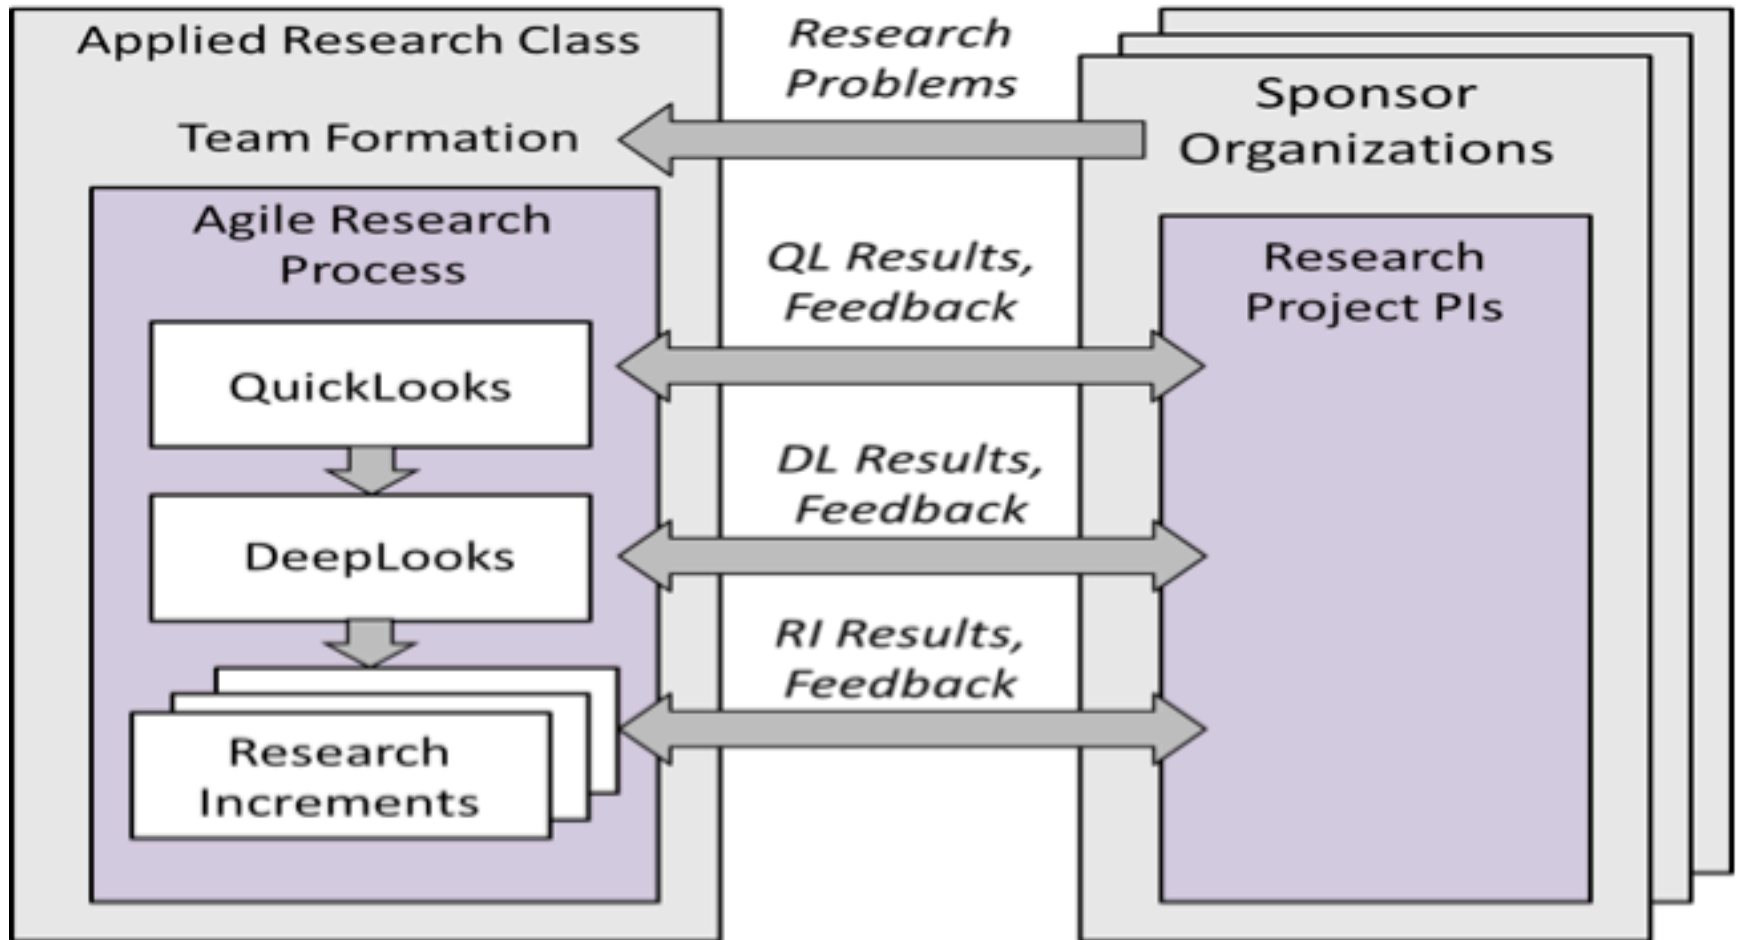 Applied Research Class
Team Formation
Agile Research
Process
QuickLooks
DeepLooks
Research
Increments
Research
Problems
QL Results,
Feedback
DL Results,
Feedback
RI Results,
Feedback
Sponsor
Organizations
Research
Project PIs